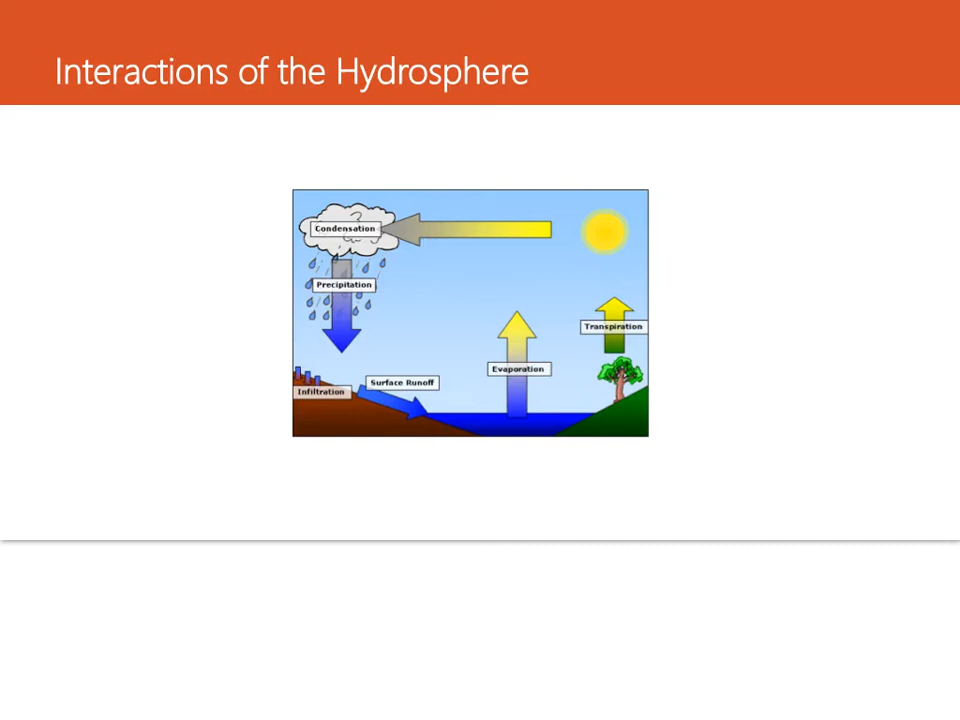 Interactions of the Hydrosphere
Condensation
Precipitation
Transpiration
Evaporation
Surface Runoff
Infiltration